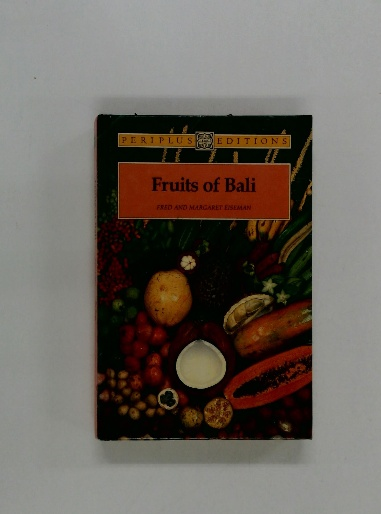 PERIPLUS EDITIONS
Fruits of Bali
FRED AND MARGARET EISEMAN